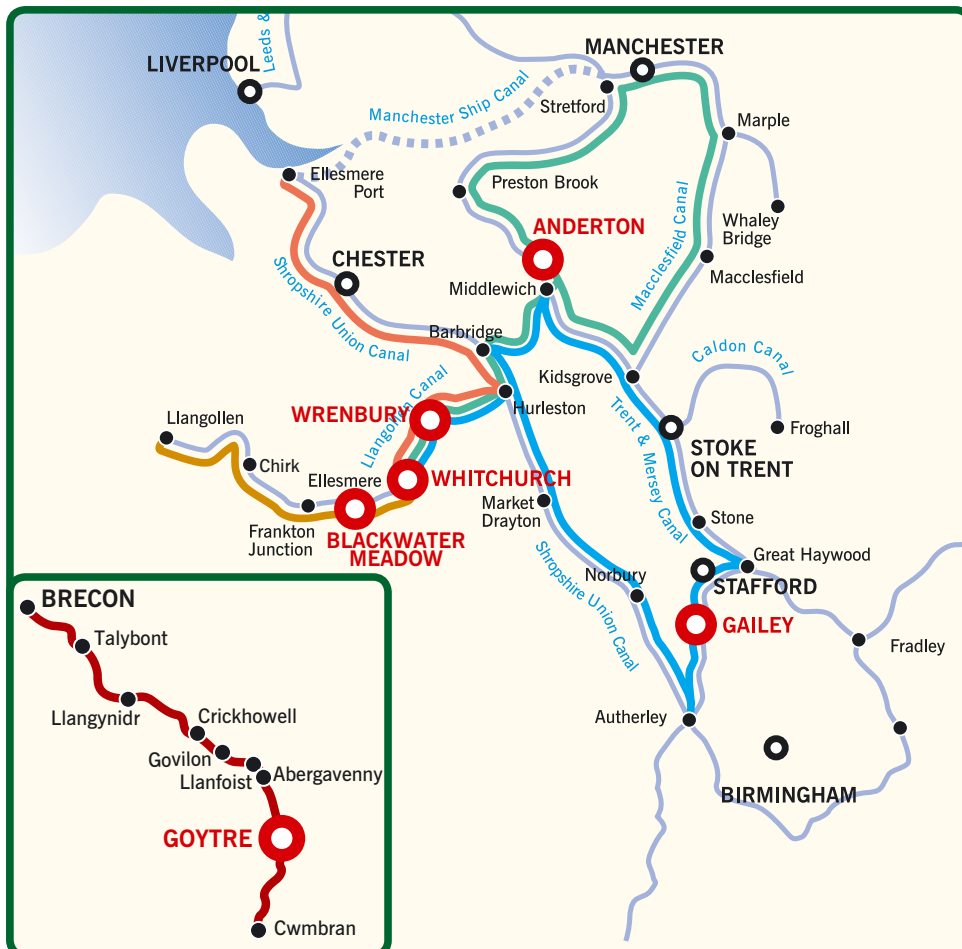 Leeds &
MANCHESTER
LIVERPOOL
Manchester Ship Canal
Stretford
Marple
Ellesmere
Port
Preston Brook
Whaley
Bridge
ANDERTON
Macclesfield Canal
CHESTER
Macclesfield
Shropshire Union Canal
Middlewich
Barbridge
Caldon Canal
Kidsgrove
Llangollen Canal
Hurleston
WRENBURY
Trent & Mersey Canal
Llangollen
Froghall
STOKE
ON TRENT
Chirk
Ellesmere
WHITCHURCH
Market
Drayton
Stone
Frankton
Junction
BLACKWATER
MEADOW
Great Haywood
Shropshire Union Canal
Norbury
STAFFORD
GAILEY
Fradley
Autherley
BIRMINGHAM
BRECON
Talybont
Llangynidr
Crickhowell
Govilon
Llanfoist
Abergavenny
GOYTRE
Cwmbran